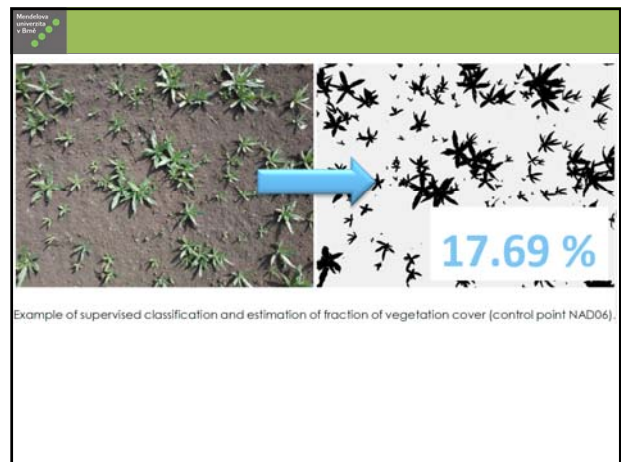 Mendelova
univerzita
v Brně
17.69 %
Example of supervised classification and estimation of fraction of vegetation cover (control point NAD06).